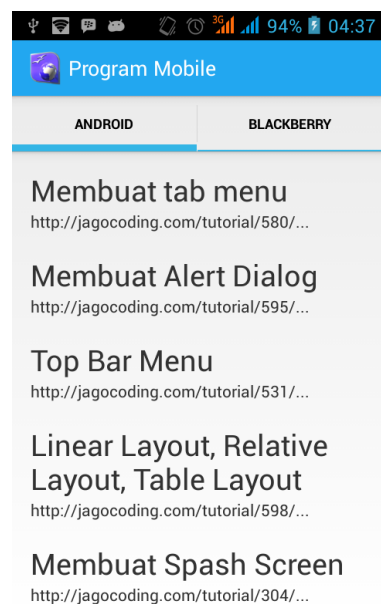 3G 94% 04:37
Program Mobile
ANDROID BLACKBERRY
Membuat tab menu
http://jagocoding.com/tutorial/580/...
Membuat Alert Dialog
http://jagocoding.com/tutorial/595/...
Top Bar Menu
http://jagocoding.com/tutorial/531/...
Linear Layout, Relative
Layout, Table Layout
http://jagocoding.com/tutorial/598/...
Membuat Spash Screen
http://jagocoding.com/tutorial/304/...